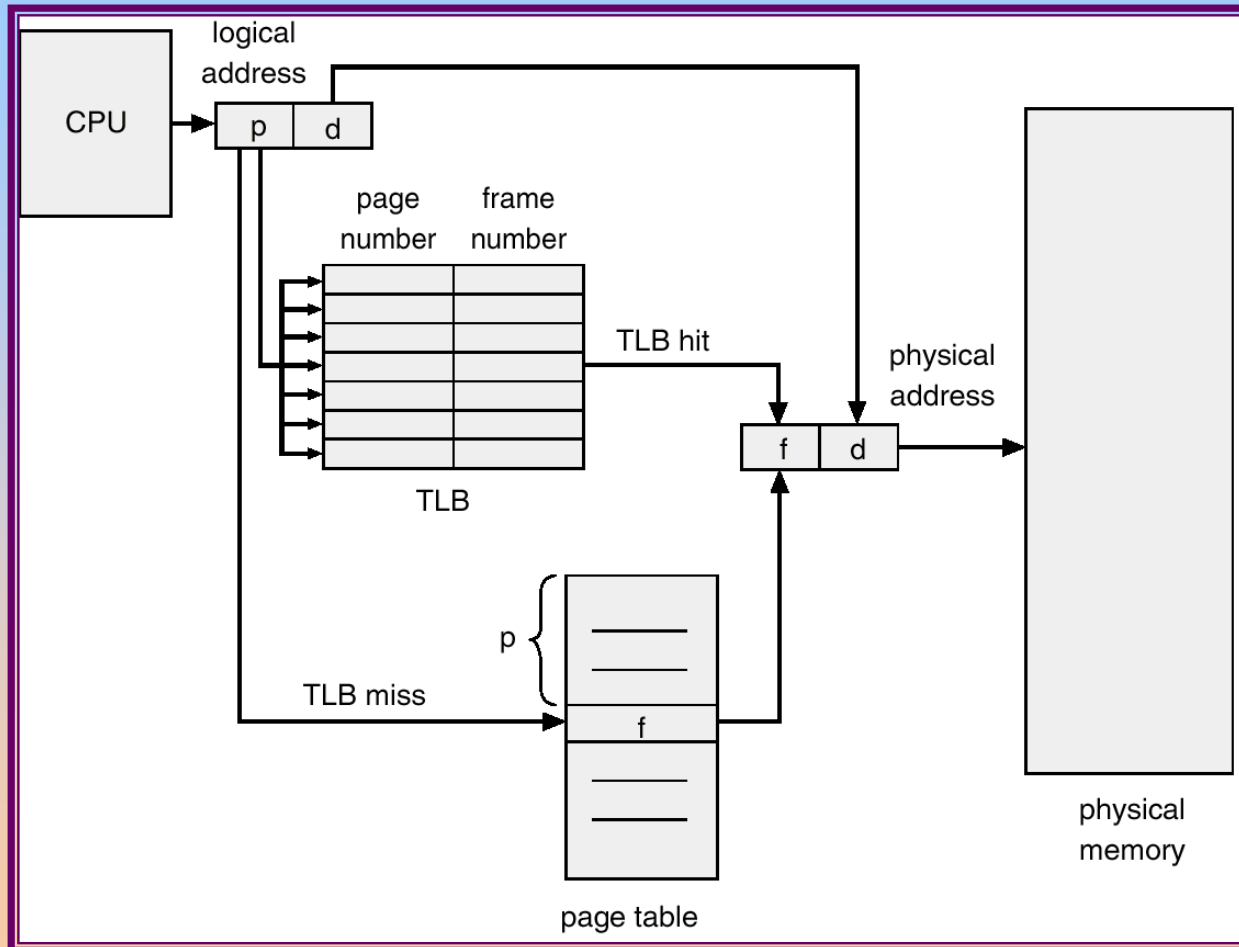 logical
address
CPU
p
d
page
number
frame
number
TLB hit
physical
address
f
d
TLB
p
TLB miss
f
physical
memory
page table